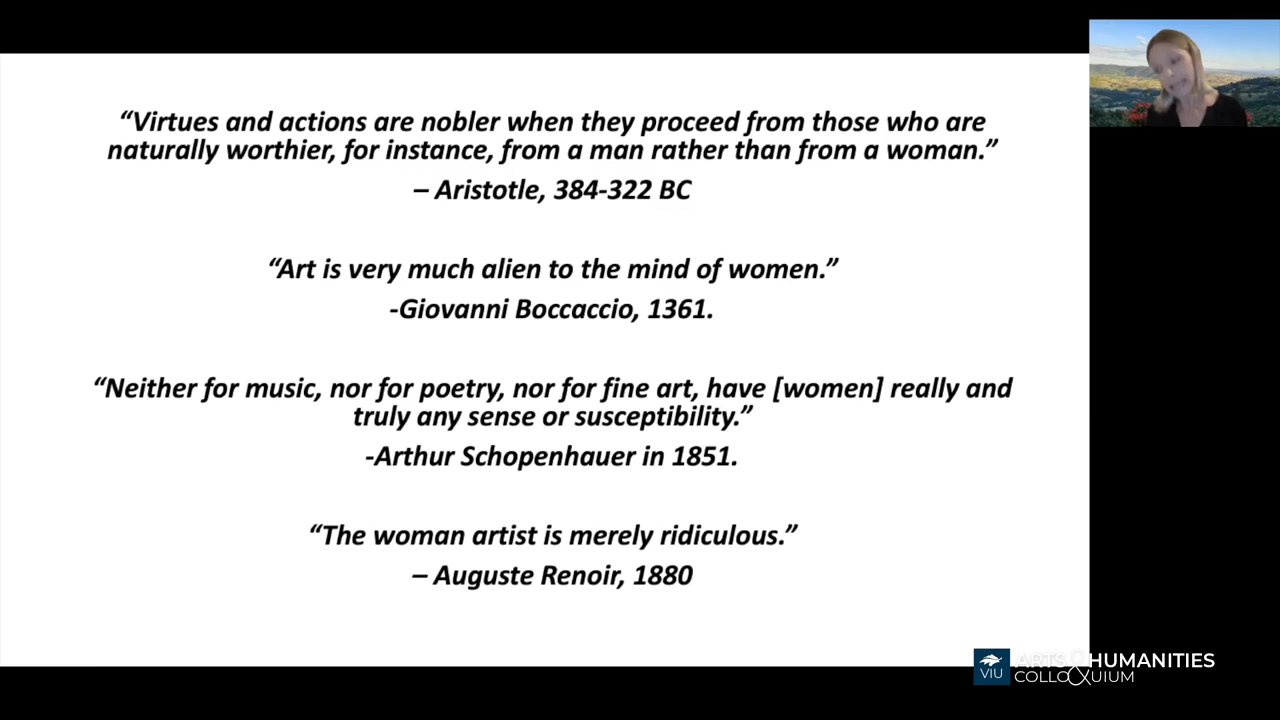 “Virtues and actions are nobler when they proceed from those who are
naturally worthier, for instance, from a man rather than from a woman.”
– Aristotle, 384-322 BC
“Art is very much alien to the mind of women.”
-Giovanni Boccaccio, 1361.
“Neither for music, nor for poetry, nor for fine art, have [women] really and
truly any sense or susceptibility.”
-Arthur Schopenhauer in 1851.
“The woman artist is merely ridiculous.”
– Auguste Renoir, 1880
VIU
ARTS & HUMANITIES
COLLOQUIUM